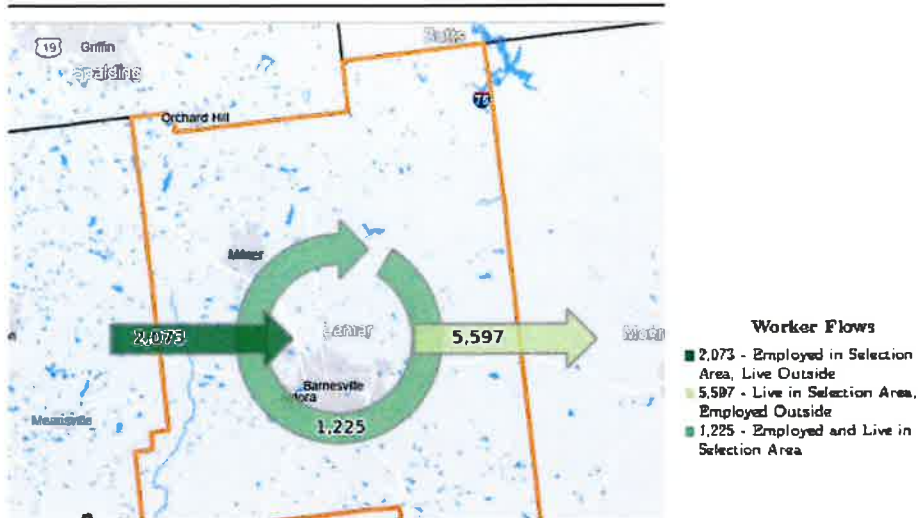 19
Griffin
Spalding
Butts
75
Orchard Hill
Milner
2,073
Lamar
5,597
Barnesville
1,225
Meansville
Worker Flows
2,073 - Employed in Selection
Area, Live Outside
5,597 - Live in Selection Area,
Employed Outside
1,225 - Employed and Live in
Selection Area